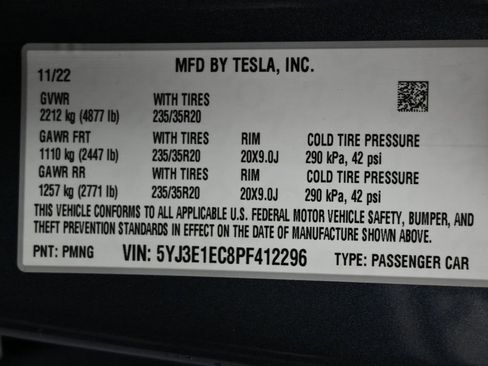 MFD BY TESLA, INC.
11/22
GVWR WITH TIRES
2212 kg (4877 lb) 235/35R20
GAWR FRT WITH TIRES RIM COLD TIRE PRESSURE
1110 kg (2447 lb) 235/35R20 20X9.0J 290 kPa, 42 psi
GAWR RR WITH TIRES RIM COLD TIRE PRESSURE
1257 kg (2771 lb) 235/35R20 20X9.0J 290 kPa, 42 psi
THIS VEHICLE CONFORMS TO ALL APPLICABLE U.S. FEDERAL MOTOR VEHICLE SAFETY, BUMPER, AND
THEFT PREVENTION STANDARDS IN EFFECT ON THE DATE OF MANUFACTURE SHOWN ABOVE.
PNT: PMNG VIN: 5YJ3E1EC8PF412296 TYPE: PASSENGER CAR